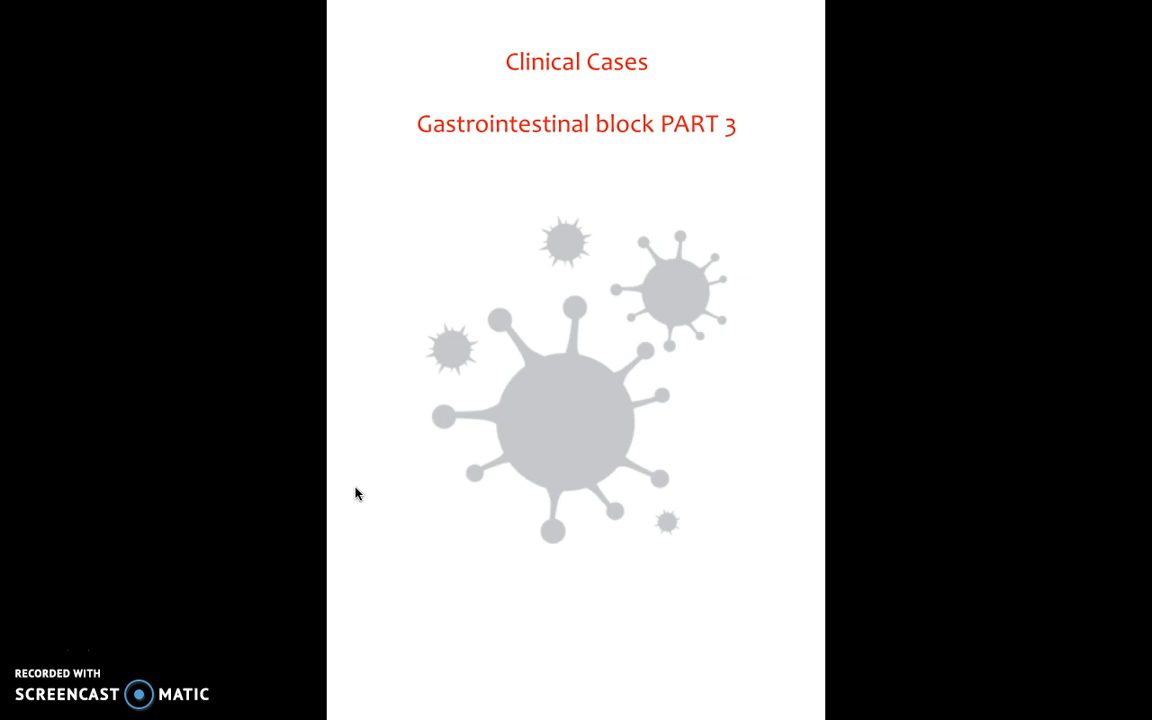 Clinical Cases
Gastrointestinal block PART 3
RECORDED WITH
SCREENCAST MATIC